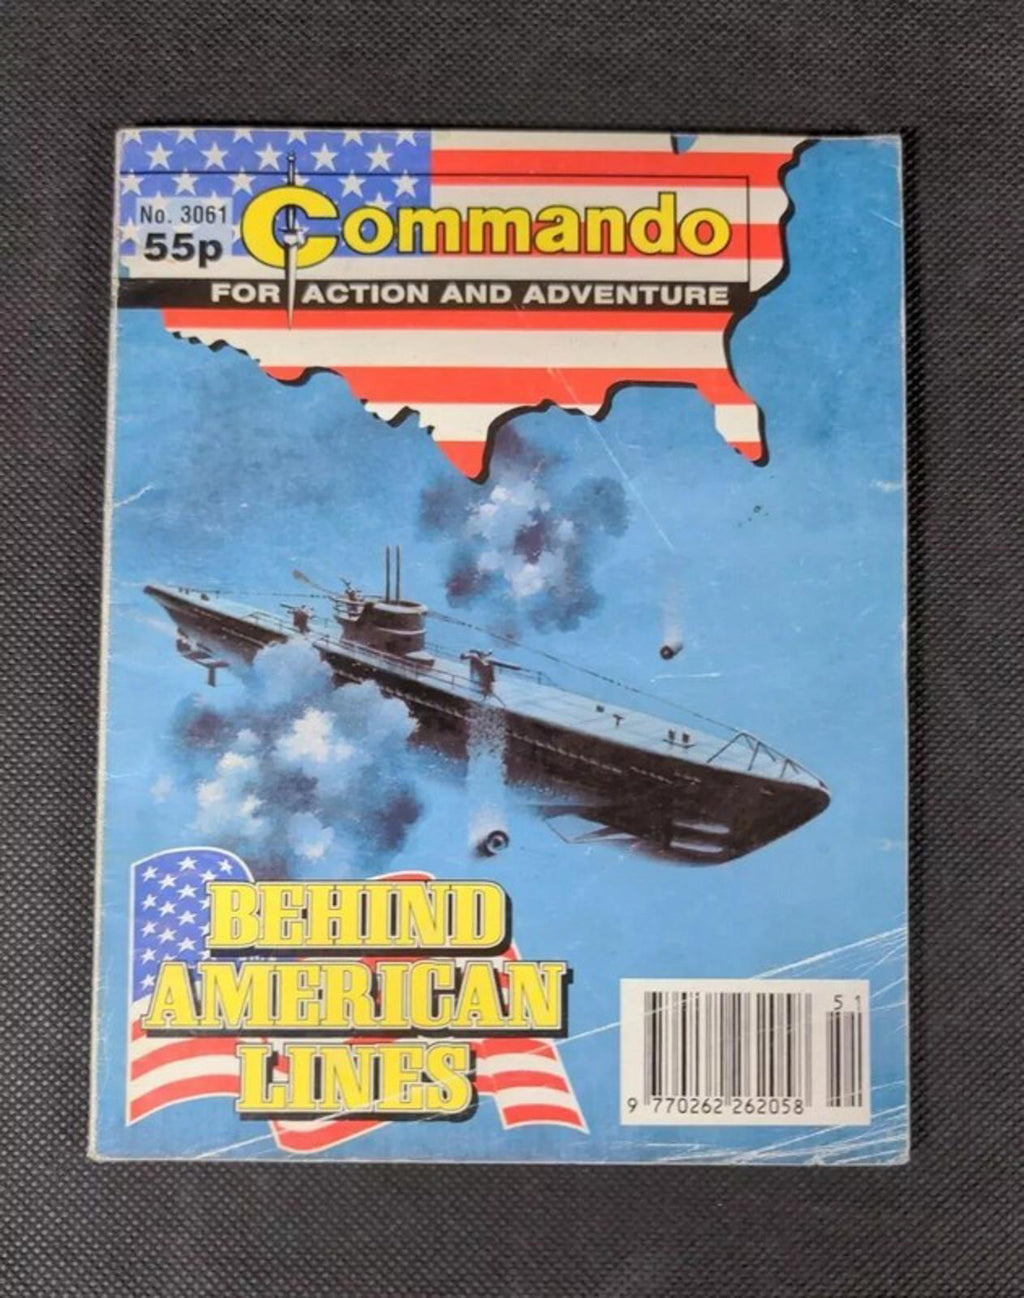 No. 3061
55p
Commando
FOR ACTION AND ADVENTURE
BEHIND
AMERICAN
LINES
51
9 770262 262058